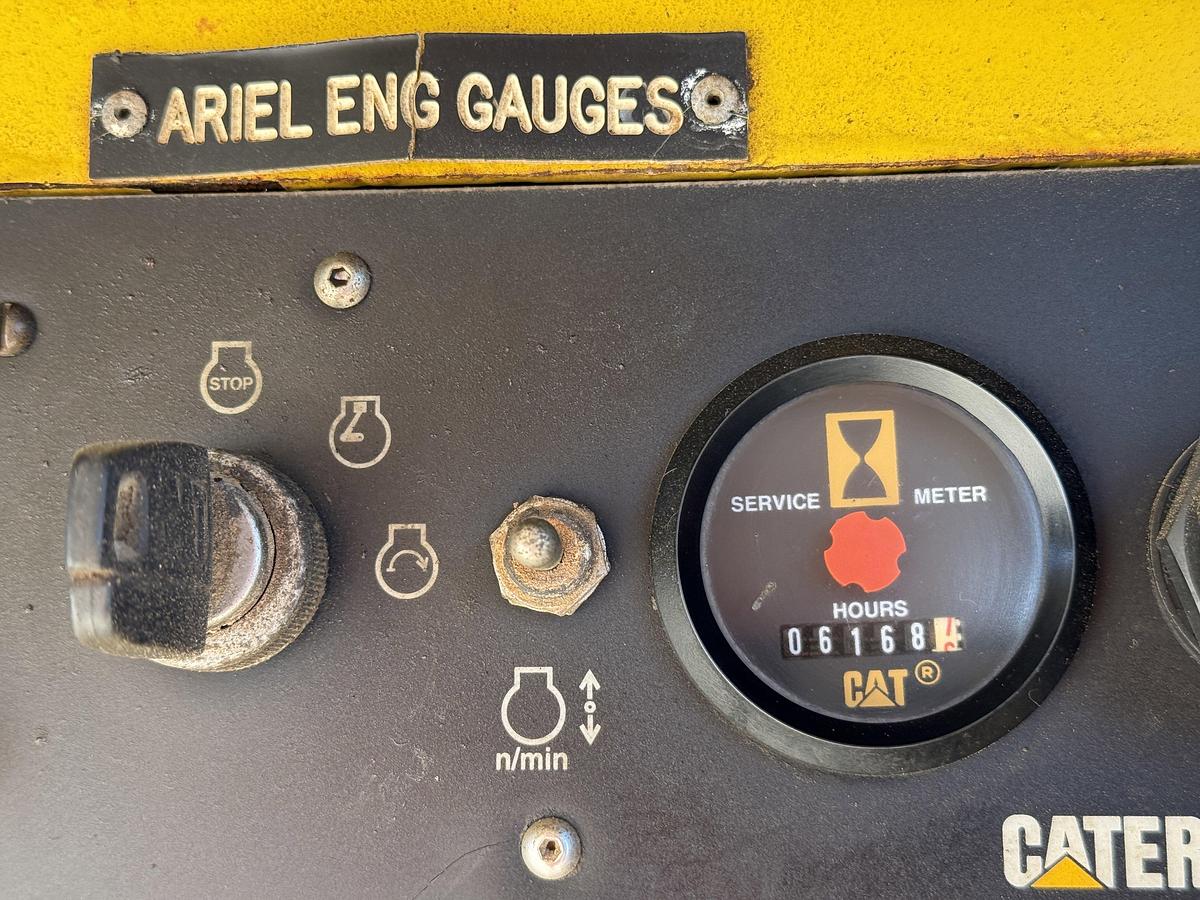 ARIEL ENG GAUGES
STOP
SERVICE METER
HOURS
06168
CAT®
n/min
CATER